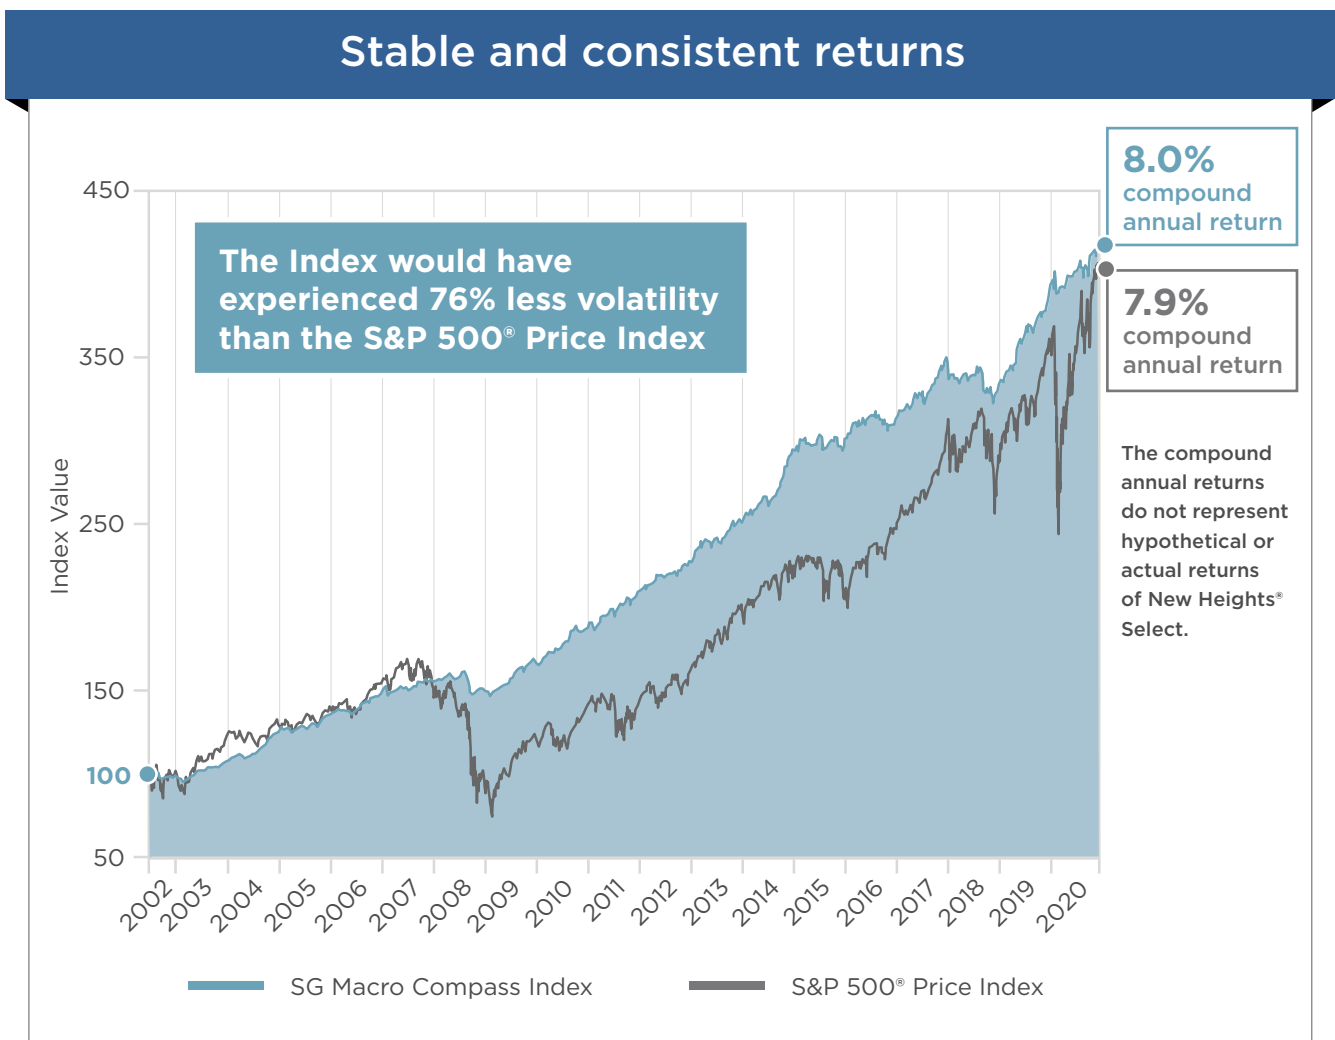 Stable and consistent returns
8.0%
compound
annual return
450
The Index would have
experienced 76% less volatility
than the S&P 500® Price Index
7.9%
compound
annual return
350
The compound
annual returns
do not represent
hypothetical or
actual returns
of New Heights®
Select.
Index Value
250
150
100
50
2002
2003
2004
2005
2006
2007
2008
2009
2010
2011
2012
2013
2014
2015
2016
2017
2018
2019
2020
SG Macro Compass Index
S&P 500® Price Index